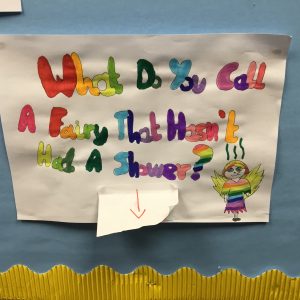 What Do You Call
A Fairy That Hasn't
Had A Shower?